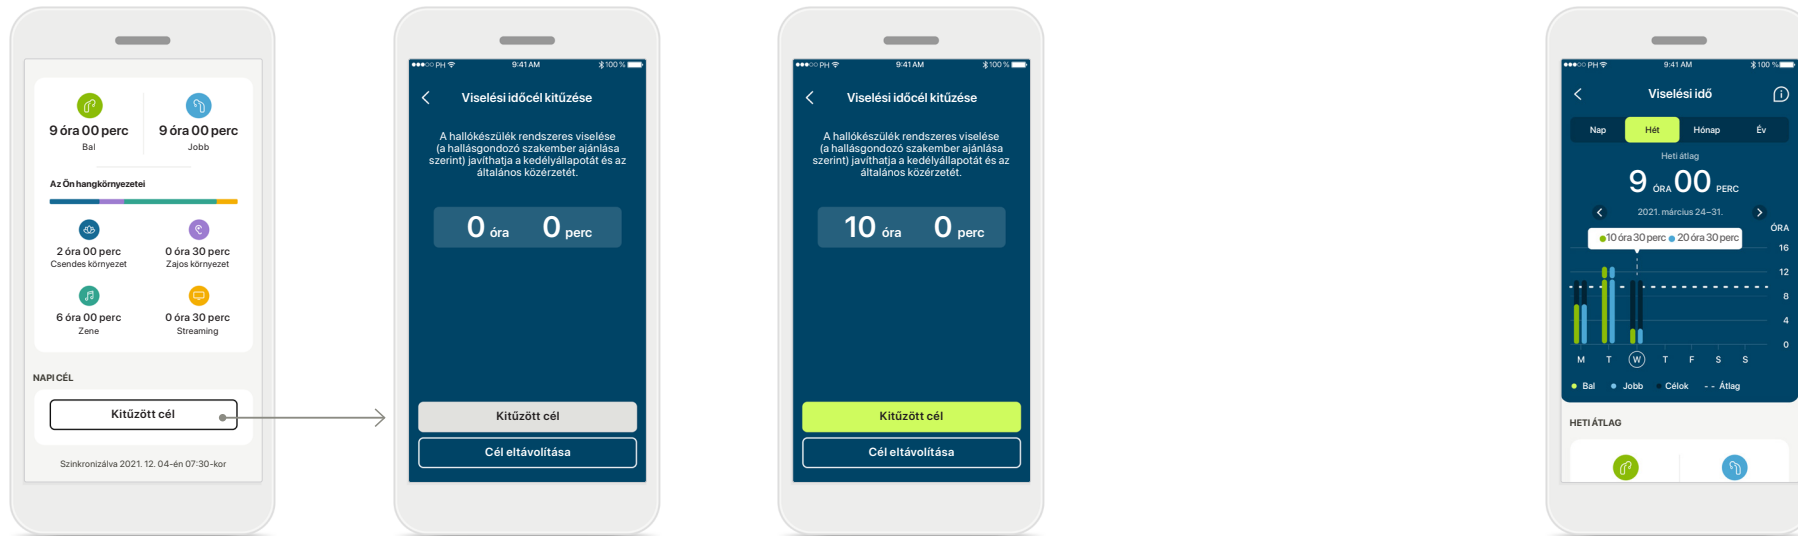 9 óra 00 perc
Bal
9 óra 00 perc
Jobb
Az Ön hangkörnyezetei
2 óra 00 perc
Csendes környezet
0 óra 30 perc
Zajos környezet
6 óra 00 perc
Zene
0 óra 30 perc
Streaming
NAPI CÉL
Kitűzött cél
Szinkronizálva 2021. 12. 04-én 07:30-kor
PH 9:41 AM 100 %
Viselési időcél kitűzése
A hallókészülék rendszeres viselése
(a hallásgondozó szakember ajánlása
szerint) javíthatja a kedélyállapotát és az
általános közérzetét.
0 óra 0 perc
Kitűzött cél
Cél eltávolítása
PH 9:41 AM 100 %
Viselési időcél kitűzése
A hallókészülék rendszeres viselése
(a hallásgondozó szakember ajánlása
szerint) javíthatja a kedélyállapotát és az
általános közérzetét.
10 óra 0 perc
Kitűzött cél
Cél eltávolítása
PH 9:41 AM 100 %
Viselési idő
Nap Hét Hónap Év
Heti átlag
9 ÓRA 00 PERC
2021. március 24–31.
ÓRA
10 óra 30 perc 20 óra 30 perc
16
12
8
4
0
M T W T F S S
Bal Jobb Célok - - Átlag
HETI ÁTLAG